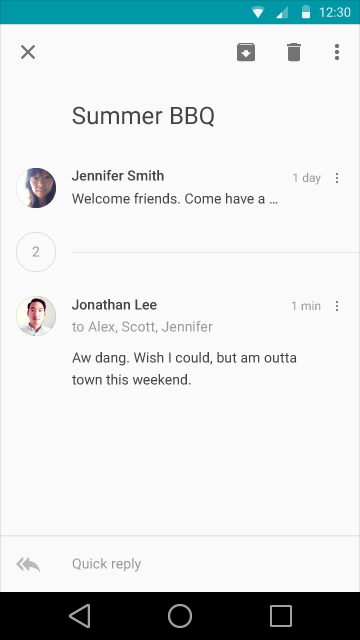 12:30
Summer BBQ
Jennifer Smith 1 day
Welcome friends. Come have a ...
2
Jonathan Lee 1 min
to Alex, Scott, Jennifer
Aw dang. Wish I could, but am outta
town this weekend.
Quick reply